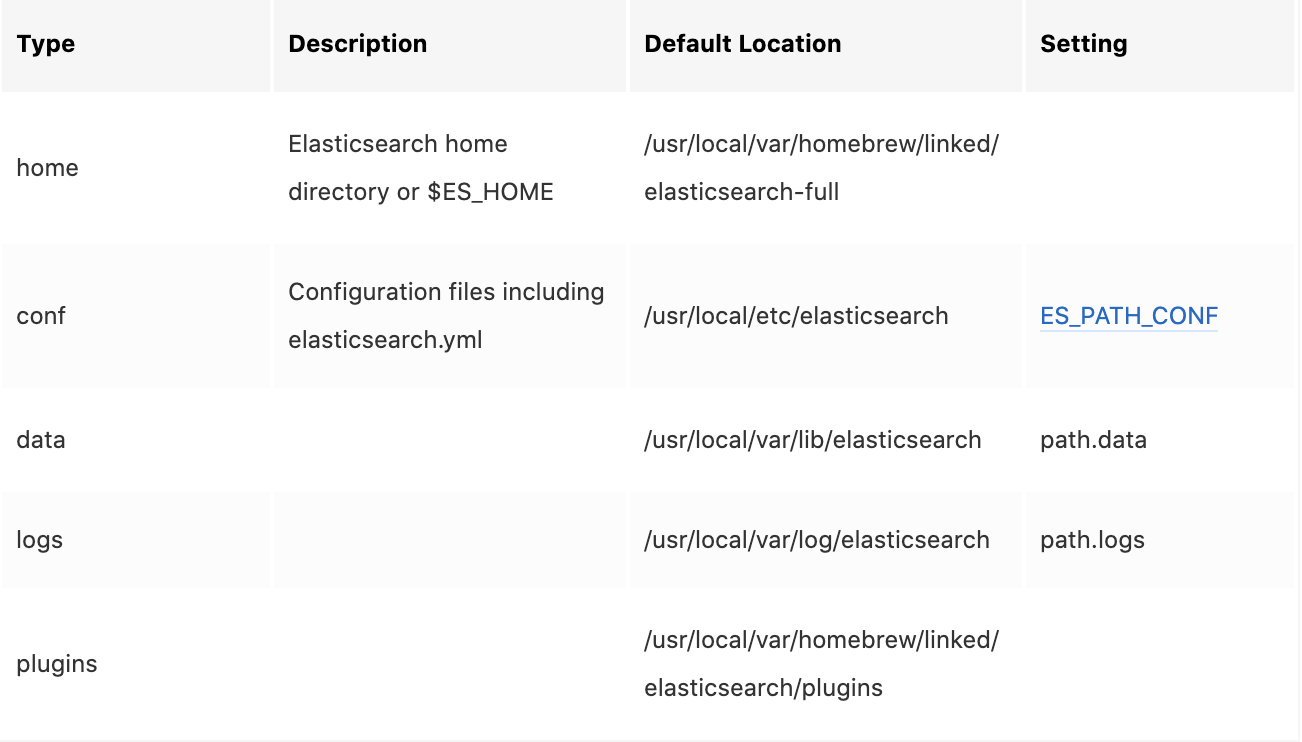 Type Description Default Location Setting
home
Elasticsearch home
directory or $ES_HOME
/usr/local/var/homebrew/linked/
elasticsearch-full
conf
Configuration files including
elasticsearch.yml
/usr/local/etc/elasticsearch
ES_PATH_CONF
data /usr/local/var/lib/elasticsearch path.data
logs /usr/local/var/log/elasticsearch path.logs
plugins
/usr/local/var/homebrew/linked/
elasticsearch/plugins